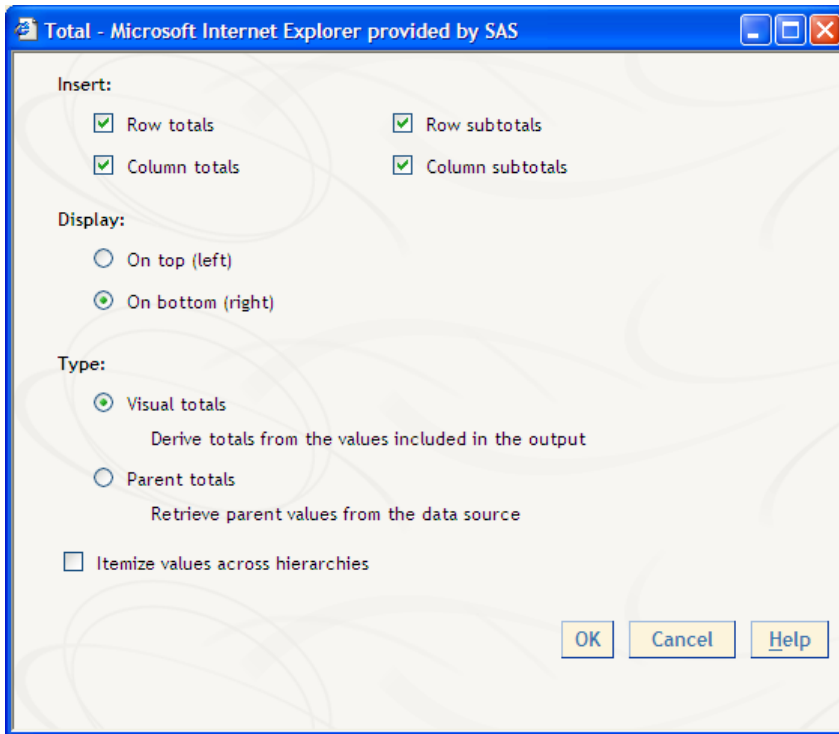 Total - Microsoft Internet Explorer provided by SAS
Insert:
Row totals
Row subtotals
Column totals
Column subtotals
Display:
On top (left)
On bottom (right)
Type:
Visual totals
Derive totals from the values included in the output
Parent totals
Retrieve parent values from the data source
Itemize values across hierarchies
OK
Cancel
Help